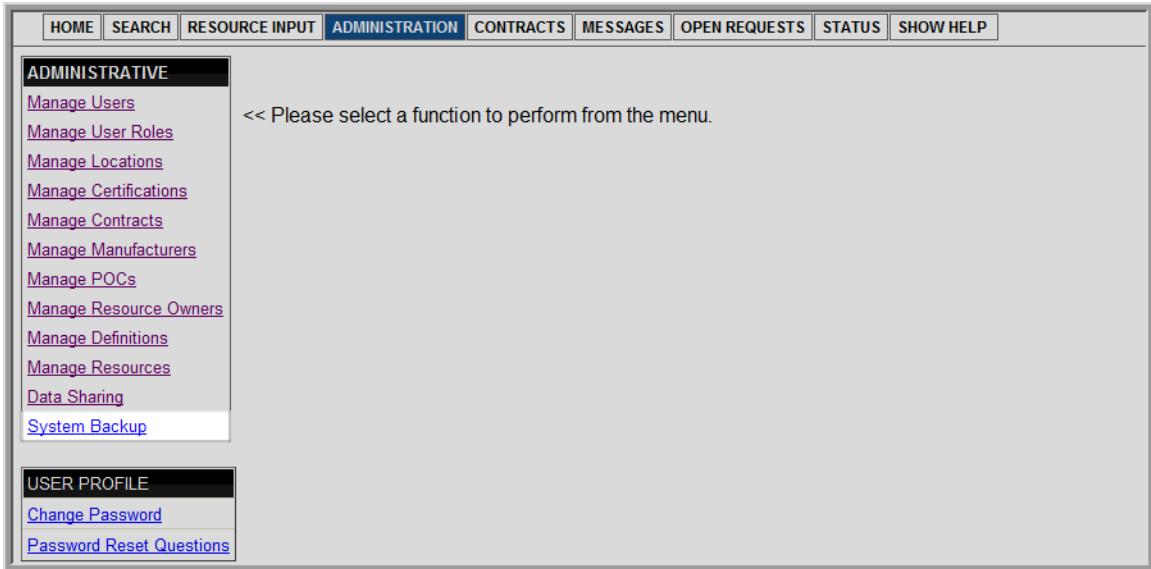 HOME SEARCH RESOURCE INPUT ADMINISTRATION CONTRACTS MESSAGES OPEN REQUESTS STATUS SHOW HELP
ADMINISTRATIVE
Manage Users
<< Please select a function to perform from the menu.
Manage User Roles
Manage Locations
Manage Certifications
Manage Contracts
Manage Manufacturers
Manage POCs
Manage Resource Owners
Manage Definitions
Manage Resources
Data Sharing
System Backup
USER PROFILE
Change Password
Password Reset Questions